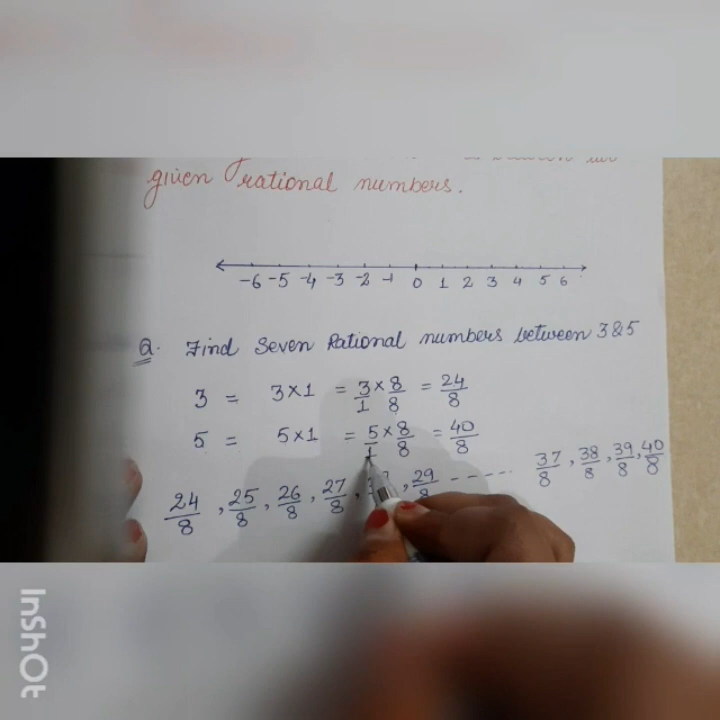 given rational numbers.
-6 -5 -4 -3 -2 -1 0 1 2 3 4 5 6
Q. Find Seven Rational numbers between 3 & 5
3 = 3×1 = 3/1 × 8/8 = 24/8
5 = 5×1 = 5/1 × 8/8 = 40/8
24/8, 25/8, 26/8, 27/8, , 29/8 ------- 37/8, 38/8, 39/8, 40/8
InShOt